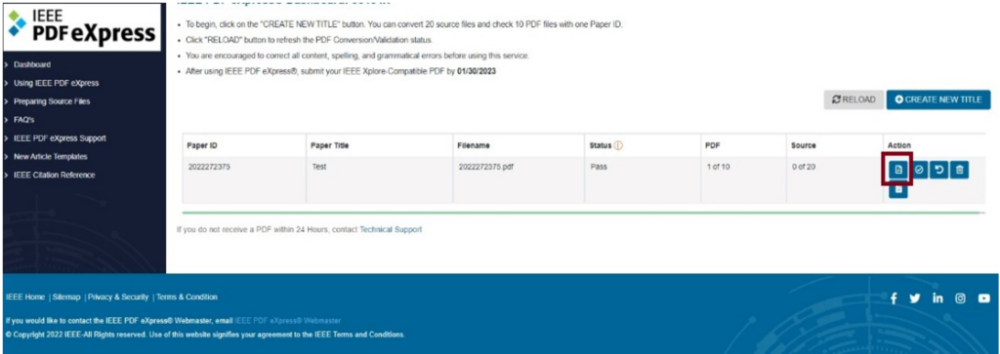 IEEE
PDF eXpress
Dashboard
Using IEEE PDF eXpress
Preparing Source Files
FAQ's
IEEE PDF eXpress Support
New Article Templates
IEEE Citation Reference
• To begin, click on the "CREATE NEW TITLE" button. You can convert 20 source files and check 10 PDF files with one Paper ID.
• Click "RELOAD" button to refresh the PDF Conversion/Validation status.
• You are encouraged to correct all content, spelling, and grammatical errors before using this service.
• After using IEEE PDF eXpress®, submit your IEEE Xplore-Compatible PDF by 01/30/2023
RELOAD CREATE NEW TITLE
Paper ID Paper Title Filename Status PDF Source Action
2022272375 Test 2022272375.pdf Pass 1 of 10 0 of 20
If you do not receive a PDF within 24 Hours, contact Technical Support
IEEE Home | Sitemap | Privacy & Security | Terms & Condition
If you would like to contact the IEEE PDF eXpress® Webmaster, email IEEE PDF eXpress® Webmaster
© Copyright 2022 IEEE-All Rights reserved. Use of this website signifies your agreement to the IEEE Terms and Conditions.